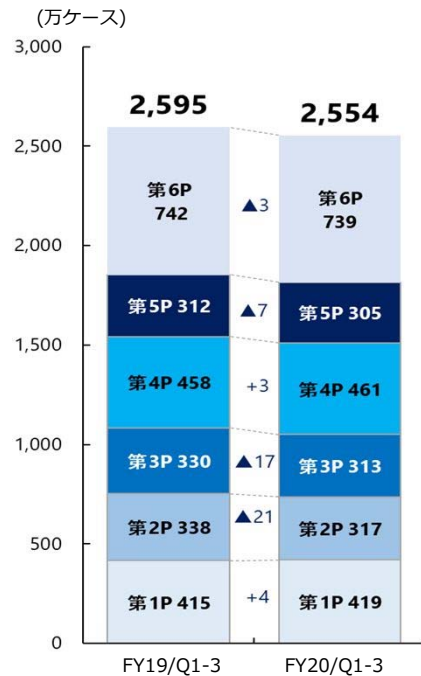 (万ケース)
3,000
2,500
2,000
1,500
1,000
500
0
2,595
2,554
第6P
742
▲3
第6P
739
第5P 312
▲7
第5P 305
第4P 458
+3
第4P 461
第3P 330
▲17
第3P 313
第2P 338
▲21
第2P 317
第1P 415
+4
第1P 419
FY19/Q1-3
FY20/Q1-3